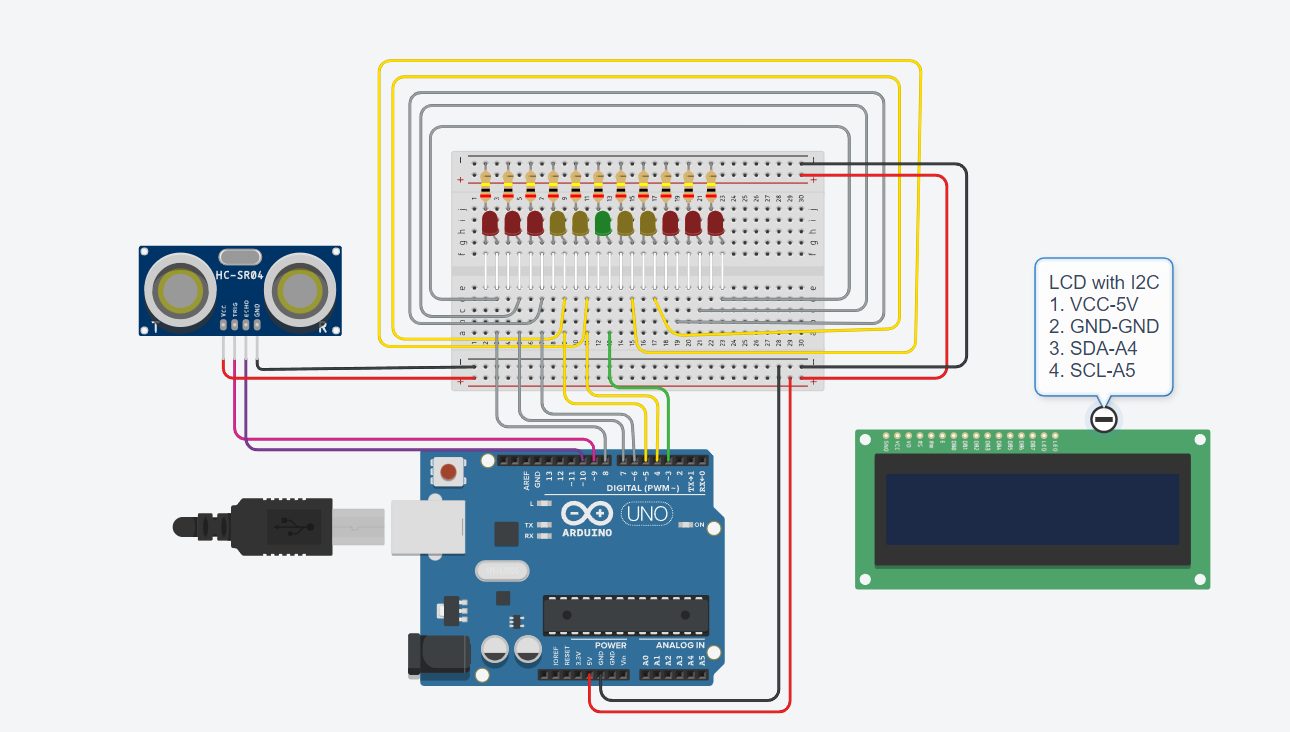 HC-SR04
VCC
TRIG
ECHO
GND
T
R
LCD with I2C
1. VCC-5V
2. GND-GND
3. SDA-A4
4. SCL-A5
AREF
GND
13
12
~11
~10
~9
8
7
~6
~5
4
~3
2
TX→1
RX←0
DIGITAL (PWM~)
L
TX
RX
UNO
ON
ARDUINO
POWER
ANALOG IN
IOREF
RESET
3.3V
5V
GND
GND
Vin
A0
A1
A2
A3
A4
A5